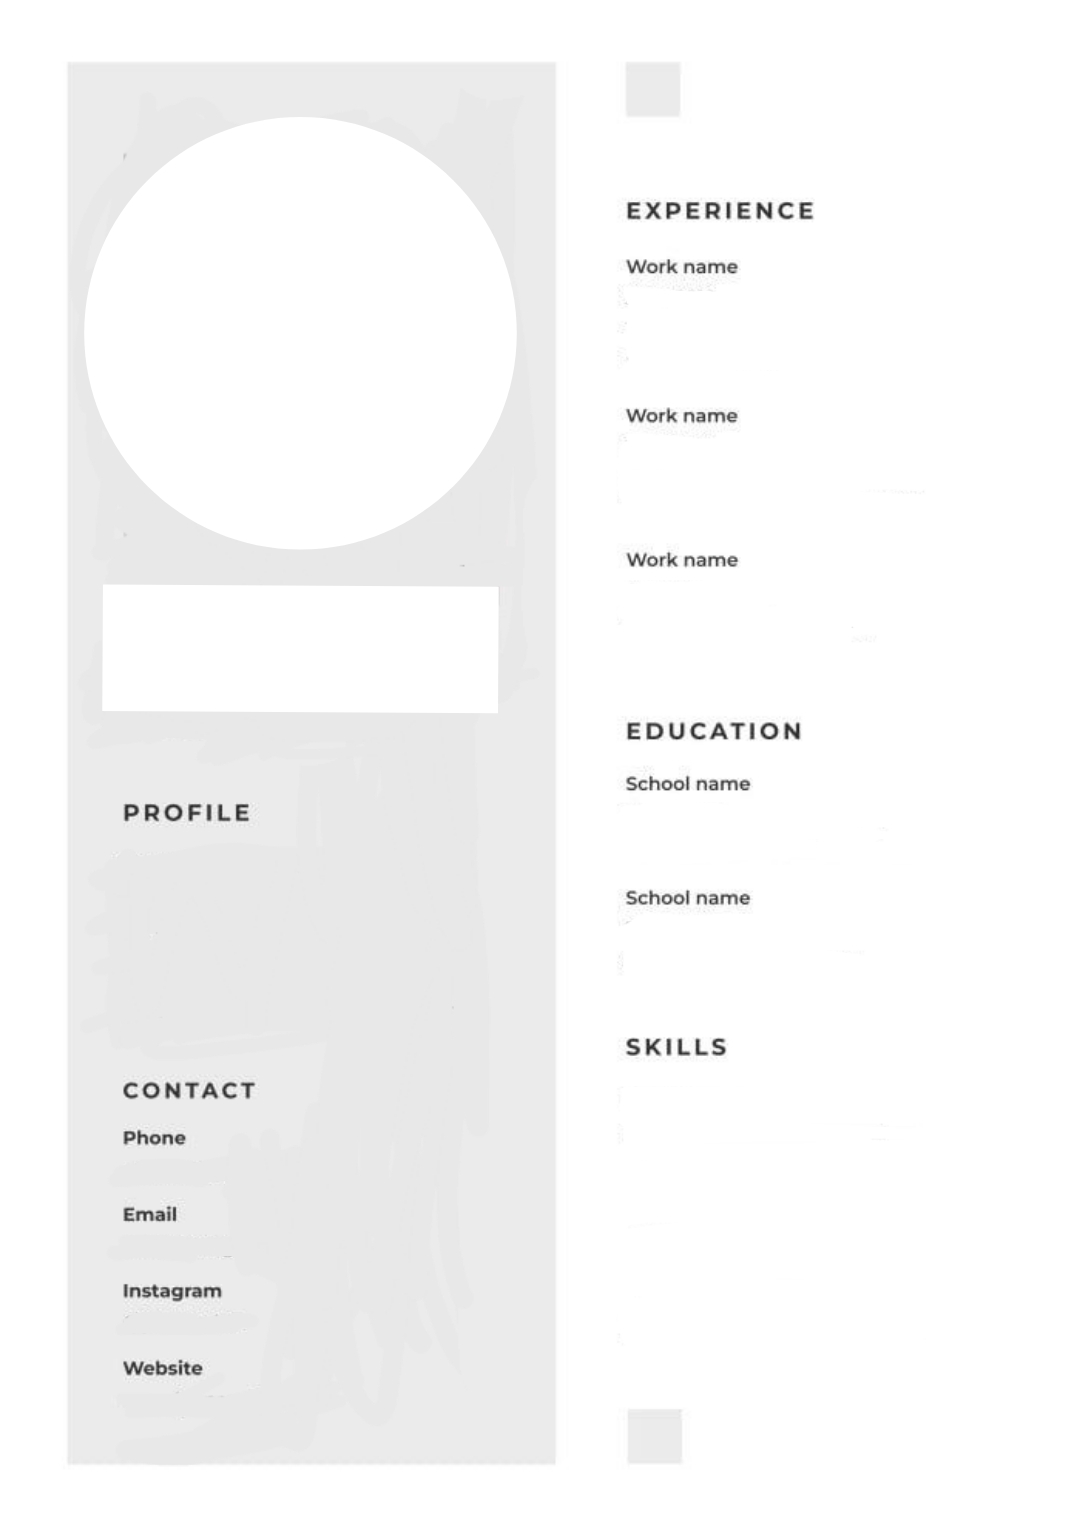 PROFILE
CONTACT
Phone
Email
Instagram
Website
EXPERIENCE
Work name
Work name
Work name
EDUCATION
School name
School name
SKILLS